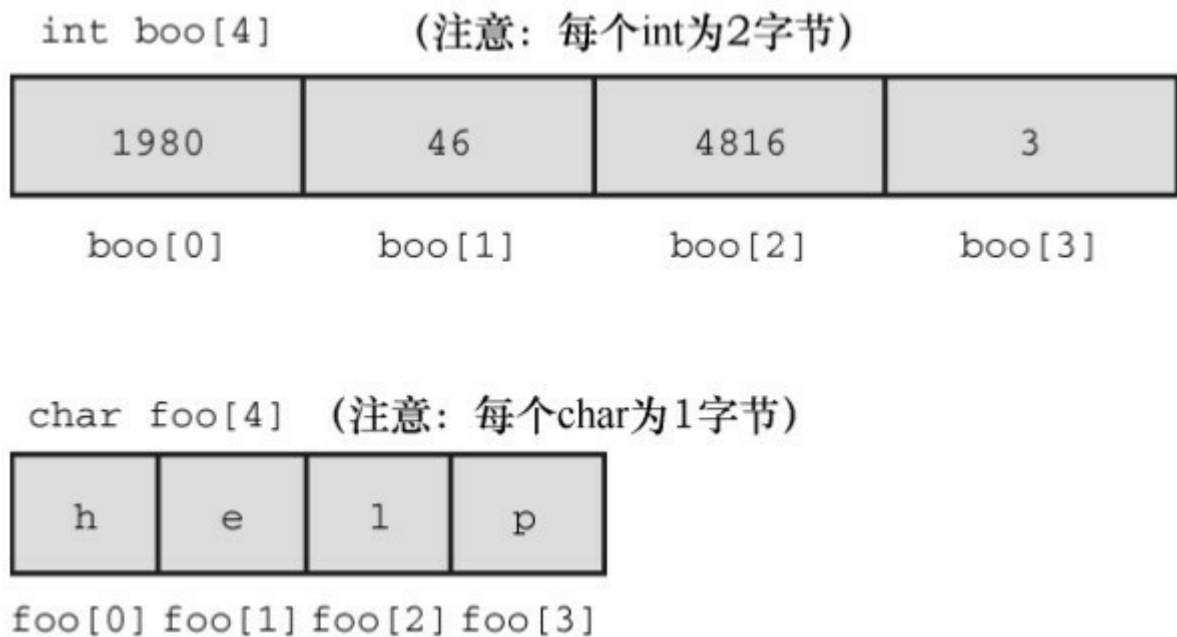 int boo[4] (注意：每个int为2字节)
1980 46 4816 3
boo[0] boo[1] boo[2] boo[3]
char foo[4] (注意：每个char为1字节)
h e l p
foo[0] foo[1] foo[2] foo[3]